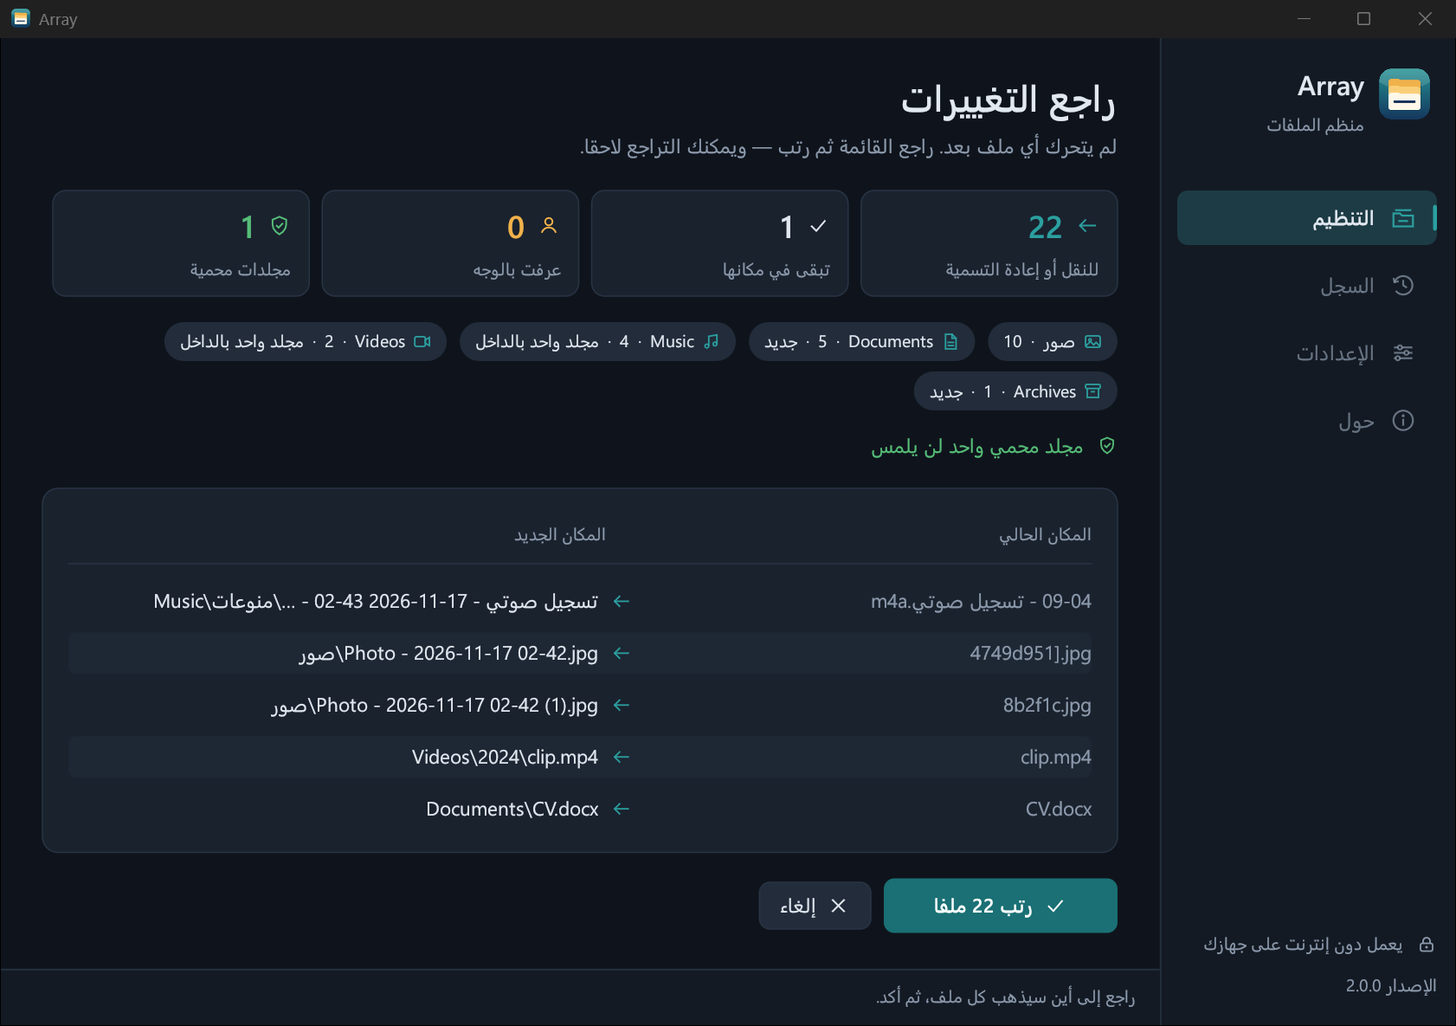 Array
Array
منظم الملفات
التنظيم
السجل
الإعدادات
حول
يعمل دون إنترنت على جهازك
الإصدار 2.0.0
راجع التغييرات
لم يتحرك أي ملف بعد. راجع القائمة ثم رتب — ويمكنك التراجع لاحقا.
22
للنقل أو إعادة التسمية
1
تبقى في مكانها
0
عرفت بالوجه
1
مجلدات محمية
صور · 10
Documents · 5 · جديد
Music · 4 · مجلد واحد بالداخل
Videos · 2 · مجلد واحد بالداخل
Archives · 1 · جديد
مجلد محمي واحد لن يلمس
المكان الحالي
المكان الجديد
09-04 - تسجيل صوتي.m4a
تسجيل صوتي - 2026-11-17 02-43 - ...\منوعات\Music
4749d951].jpg
صور\Photo - 2026-11-17 02-42.jpg
8b2f1c.jpg
صور\Photo - 2026-11-17 02-42 (1).jpg
clip.mp4
Videos\2024\clip.mp4
CV.docx
Documents\CV.docx
رتب 22 ملفا
إلغاء
راجع إلى أين سيذهب كل ملف، ثم أكد.